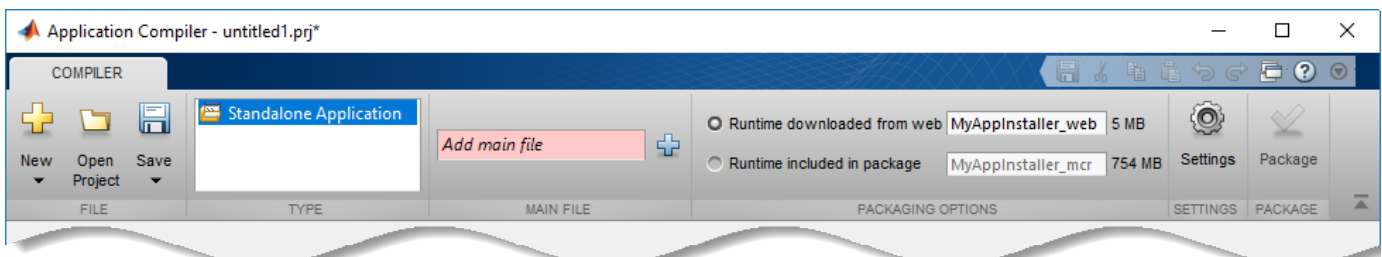 Application Compiler - untitled1.prj*
COMPILER
New
Open Project
Save
FILE
Standalone Application
TYPE
Add main file
MAIN FILE
Runtime downloaded from web MyAppInstaller_web 5 MB
Runtime included in package MyAppInstaller_mcr 754 MB
PACKAGING OPTIONS
Settings
SETTINGS
Package
PACKAGE